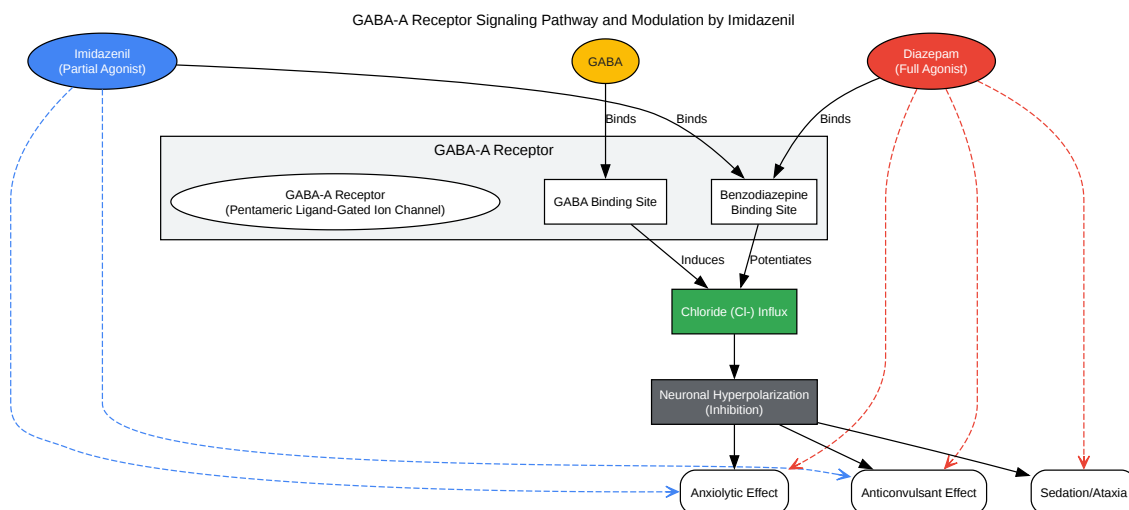 GABA-A Receptor Signaling Pathway and Modulation by Imidazenil
Imidazenil
(Partial Agonist)
GABA
Diazepam
(Full Agonist)
Binds
Binds
Binds
GABA-A Receptor
GABA-A Receptor
(Pentameric Ligand-Gated Ion Channel)
GABA Binding Site
Benzodiazepine
Binding Site
Induces
Potentiates
Chloride (Cl-) Influx
Neuronal Hyperpolarization
(Inhibition)
Anxiolytic Effect
Anticonvulsant Effect
Sedation/Ataxia